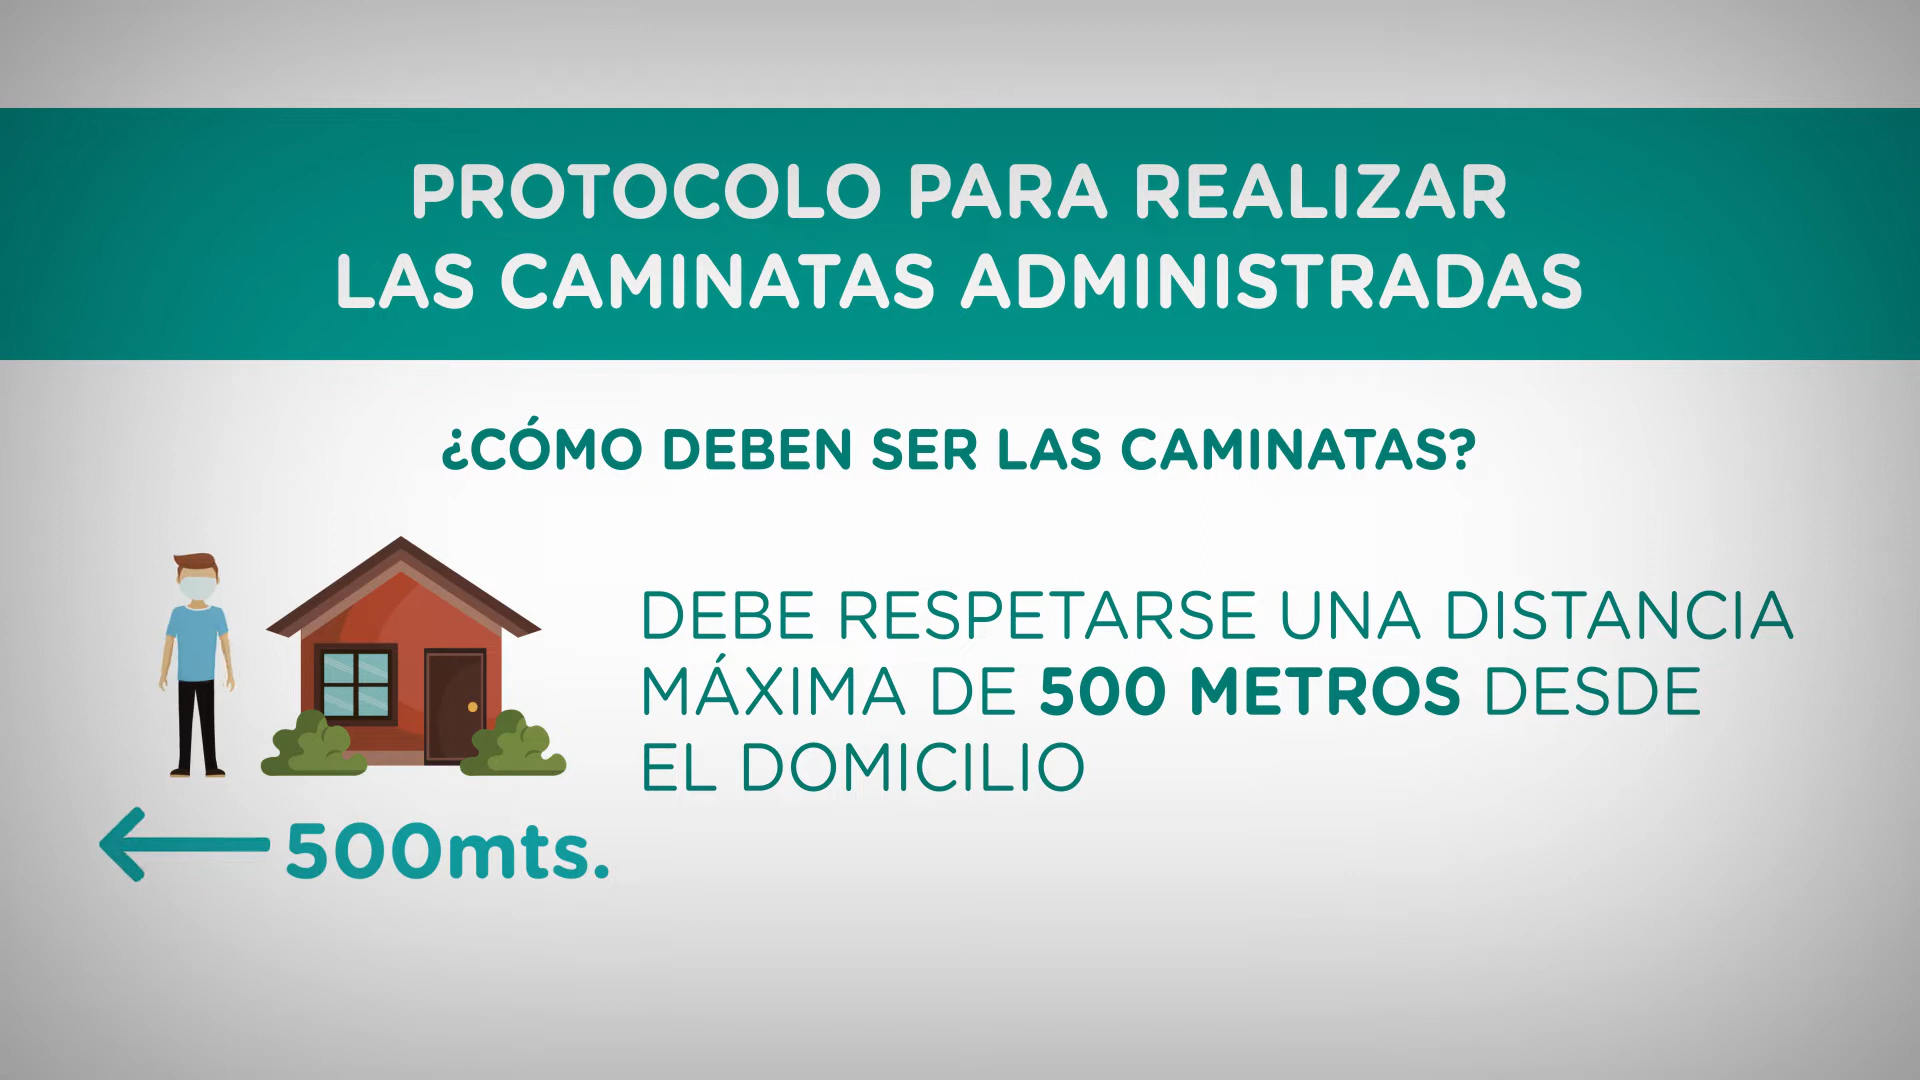 PROTOCOLO PARA REALIZAR
LAS CAMINATAS ADMINISTRADAS
¿CÓMO DEBEN SER LAS CAMINATAS?
DEBE RESPETARSE UNA DISTANCIA
MÁXIMA DE 500 METROS DESDE
EL DOMICILIO
500mts.